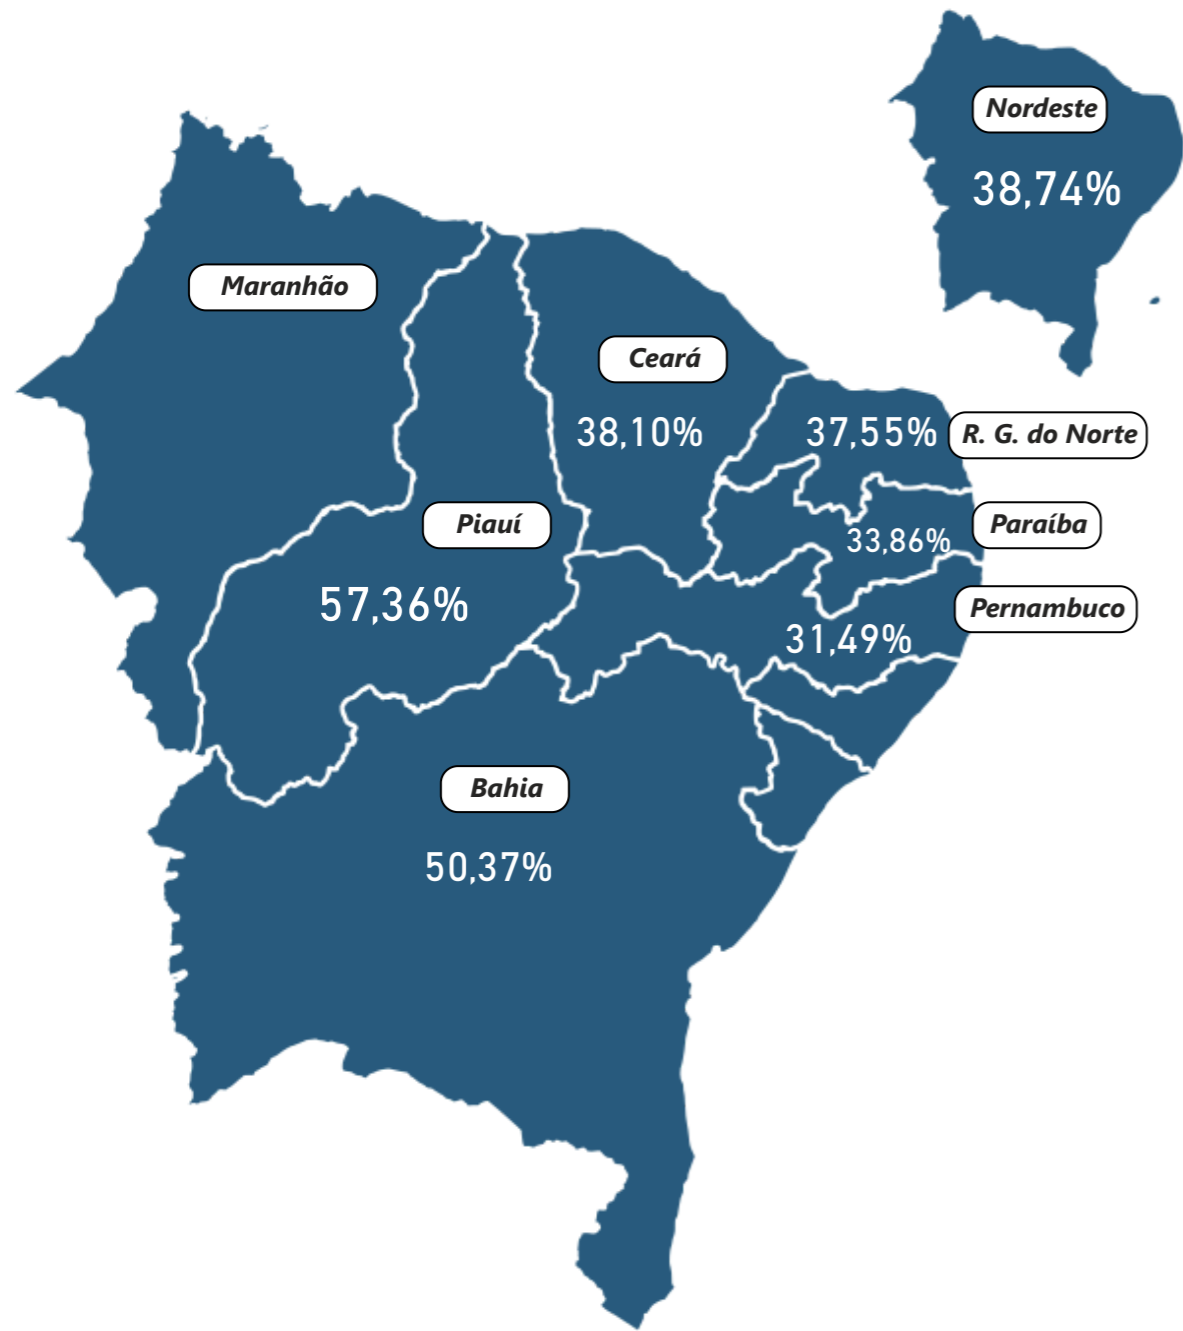 Nordeste
38,74%
Maranhão
Ceará
38,10%
37,55%
R. G. do Norte
Piauí
57,36%
Paraíba
33,86%
Pernambuco
31,49%
Bahia
50,37%